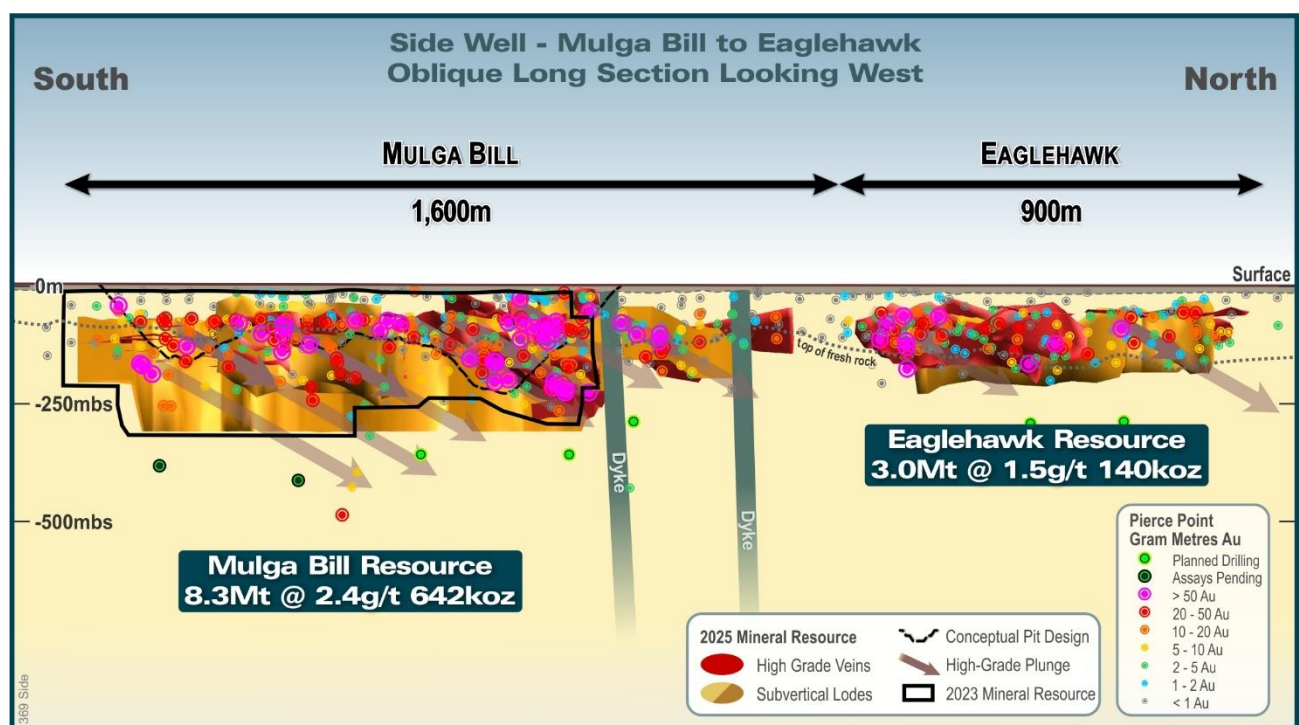 Side Well - Mulga Bill to Eaglehawk
Oblique Long Section Looking West
South
North
MULGA BILL
EAGLEHAWK
1,600m
900m
Surface
0m
top of fresh rock
-250mbs
Eaglehawk Resource
3.0Mt @ 1.5g/t 140koz
Dyke
Dyke
-500mbs
Mulga Bill Resource
8.3Mt @ 2.4g/t 642koz
Pierce Point
Gram Metres Au
Planned Drilling
Assays Pending
> 50 Au
20 - 50 Au
10 - 20 Au
5 - 10 Au
2 - 5 Au
1 - 2 Au
< 1 Au
2025 Mineral Resource
High Grade Veins
Subvertical Lodes
Conceptual Pit Design
High-Grade Plunge
2023 Mineral Resource
369 Side